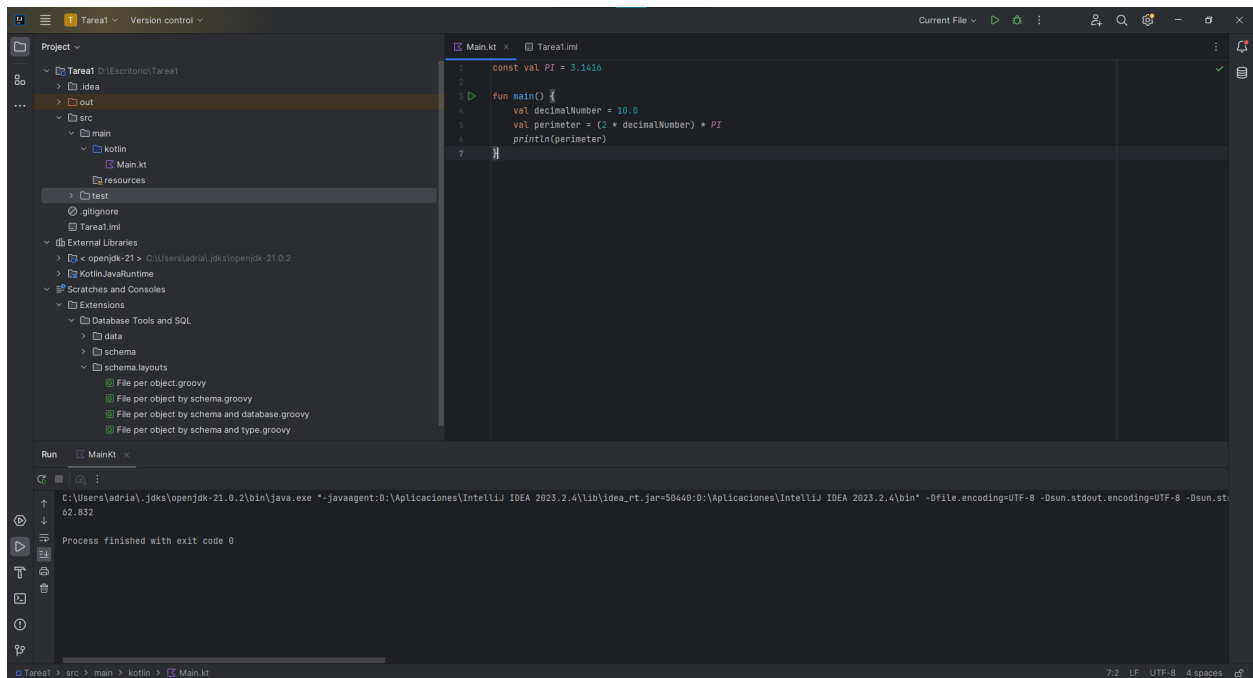 T Tarea1 Version control Current File
Project
Main.kt Tarea1.iml
Tarea1 D:\Escritorio\Tarea1
.idea
out
src
main
kotlin
Main.kt
resources
test
.gitignore
Tarea1.iml
External Libraries
< openjdk-21 > C:\Users\adria\.jdks\openjdk-21.0.2
KotlinJavaRuntime
Scratches and Consoles
Extensions
Database Tools and SQL
data
schema
schema.layouts
File per object.groovy
File per object by schema.groovy
File per object by schema and database.groovy
File per object by schema and type.groovy
1 const val PI = 3.1416
2
3 fun main() {
4 val decimalNumber = 10.0
5 val perimeter = (2 * decimalNumber) * PI
6 println(perimeter)
7 }
Run MainKt
C:\Users\adria\.jdks\openjdk-21.0.2\bin\java.exe "-javaagent:D:\Aplicaciones\IntelliJ IDEA 2023.2.4\lib\idea_rt.jar=50440:D:\Aplicaciones\IntelliJ IDEA 2023.2.4\bin" -Dfile.encoding=UTF-8 -Dsun.stdout.encoding=UTF-8 -Dsun.st
62.832
Process finished with exit code 0
Tarea1 > src > main > kotlin > Main.kt 7:2 LF UTF-8 4 spaces